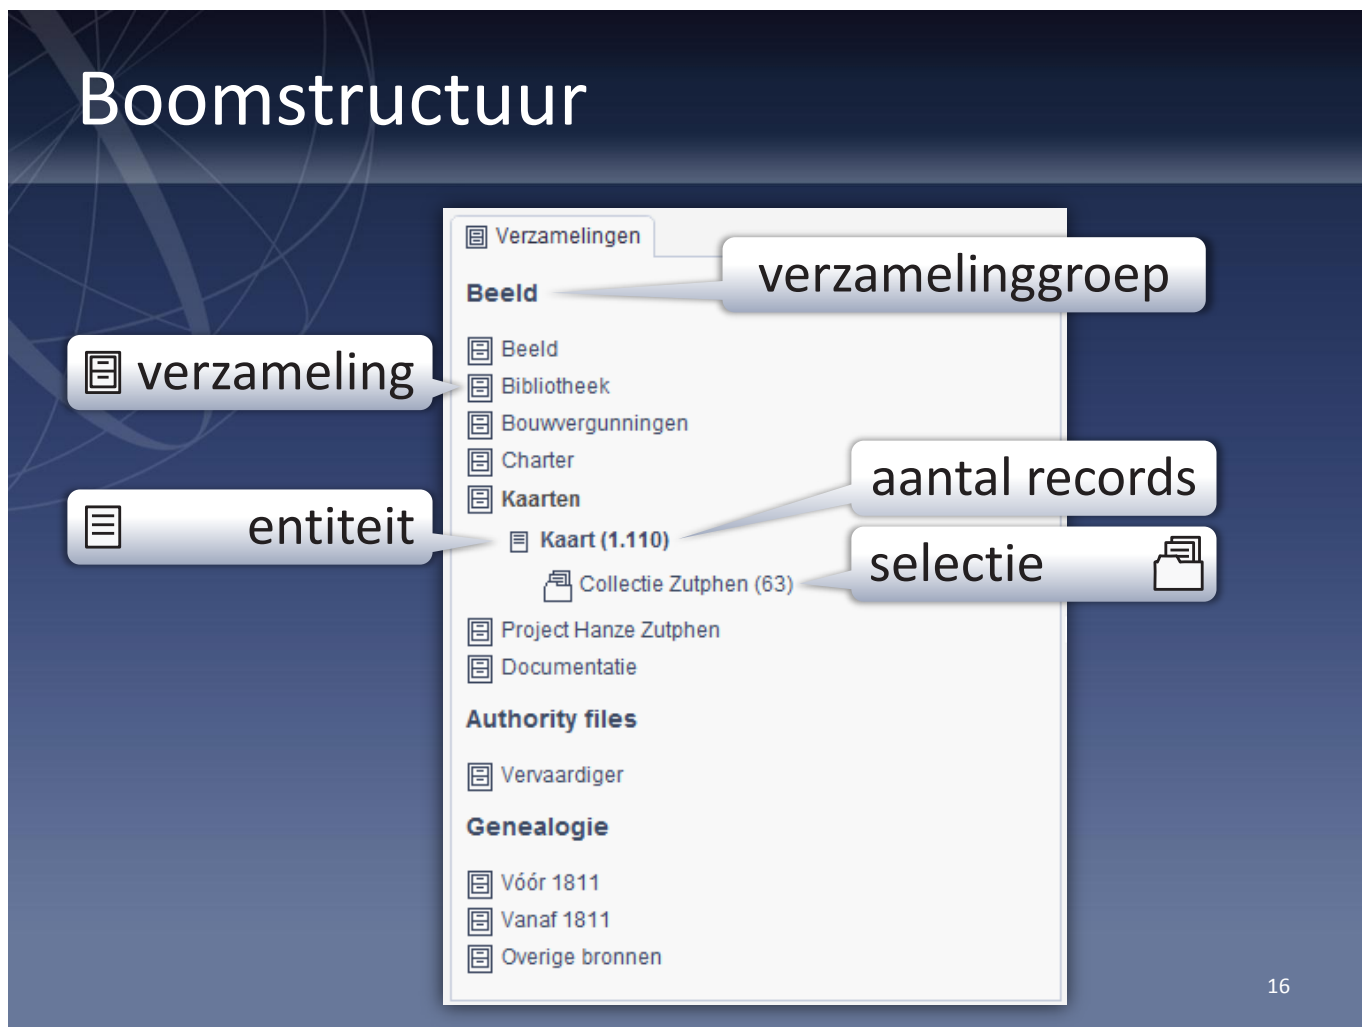 Boomstructuur
Verzamelingen
verzamelinggroep
Beeld
Beeld
verzameling
Bibliotheek
Bouwvergunningen
Charter
aantal records
Kaarten
entiteit
Kaart (1.110)
selectie
Collectie Zutphen (63)
Project Hanze Zutphen
Documentatie
Authority files
Vervaardiger
Genealogie
Vóór 1811
Vanaf 1811
Overige bronnen
16